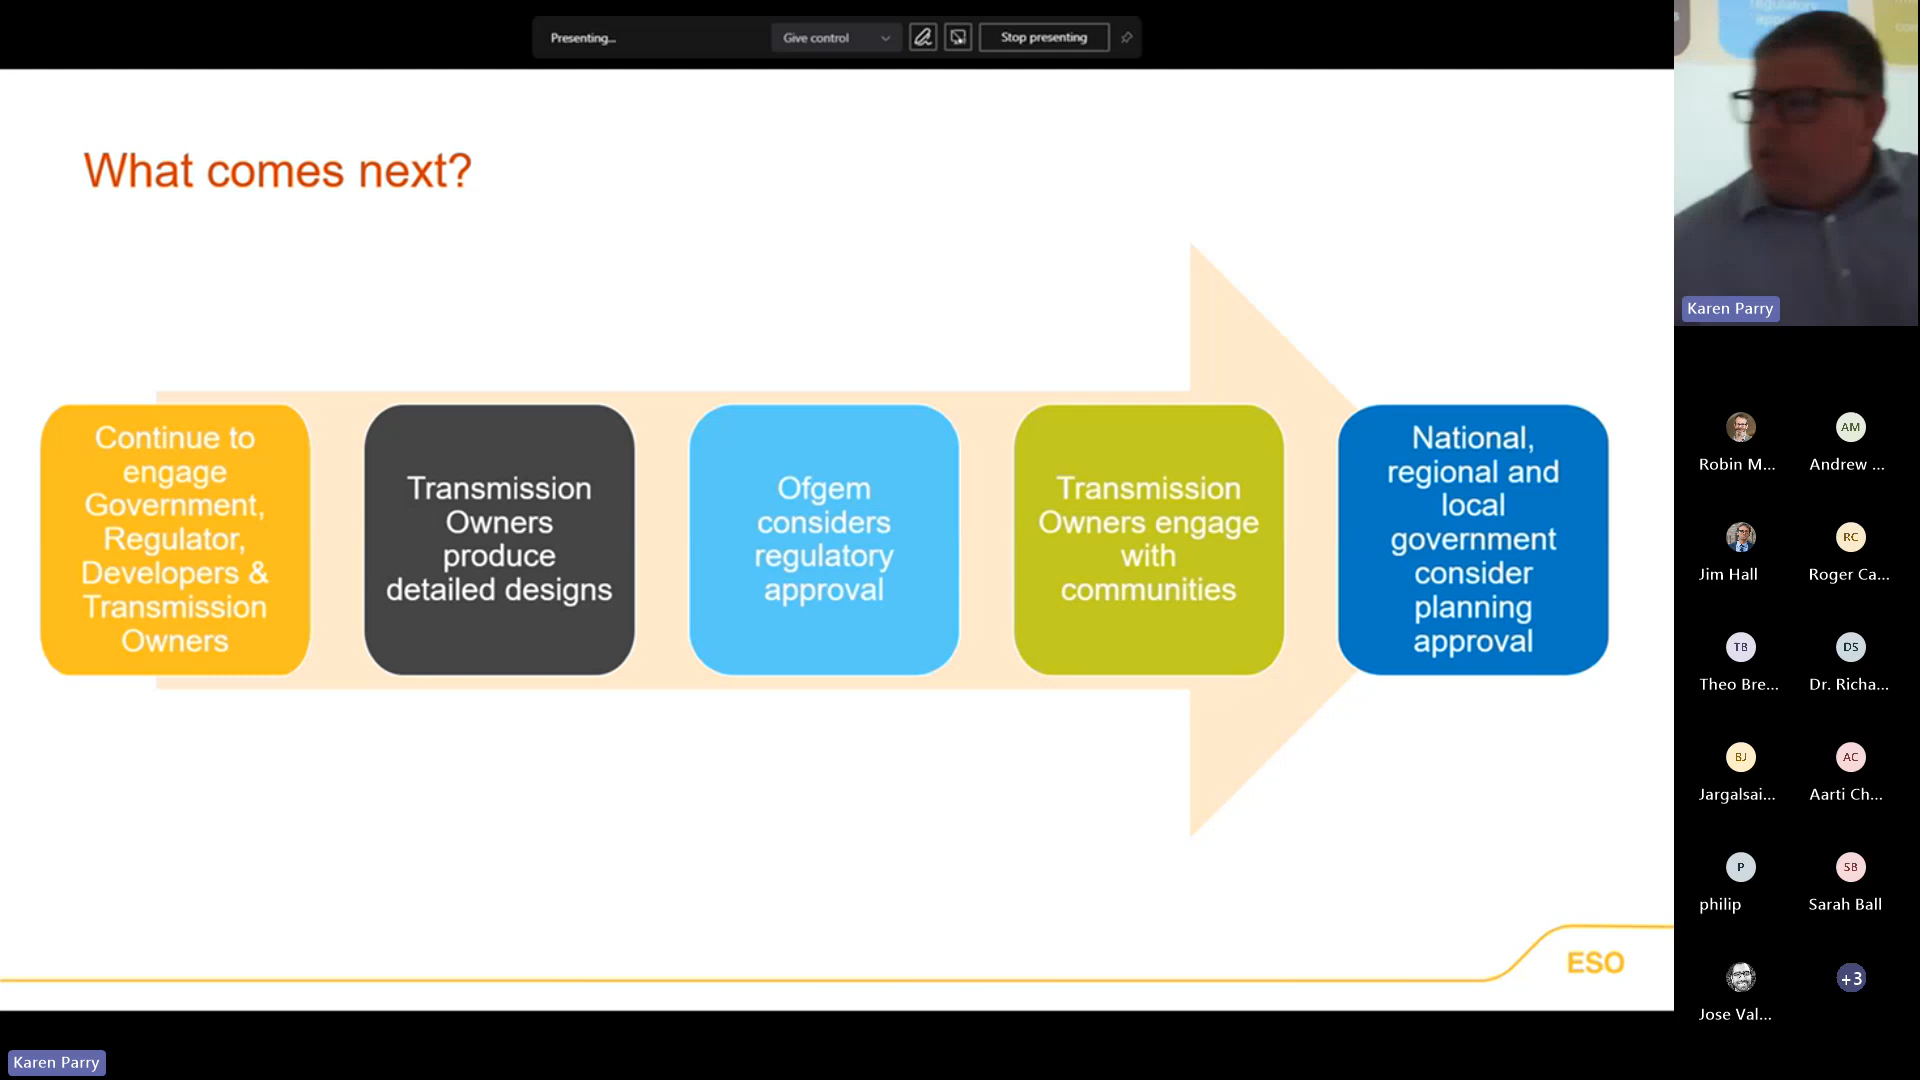 Presenting...
Give control
Stop presenting
What comes next?
Continue to
engage
Government,
Regulator,
Developers &
Transmission
Owners
Transmission
Owners
produce
detailed designs
Ofgem
considers
regulatory
approval
Transmission
Owners engage
with
communities
National,
regional and
local
government
consider
planning
approval
ESO
Karen Parry
Karen Parry
AM
Robin M...
Andrew ...
RC
Jim Hall
Roger Ca...
TB
DS
Theo Bre...
Dr. Richa...
BJ
AC
Jargalsai...
Aarti Ch...
P
SB
philip
Sarah Ball
+3
Jose Val...